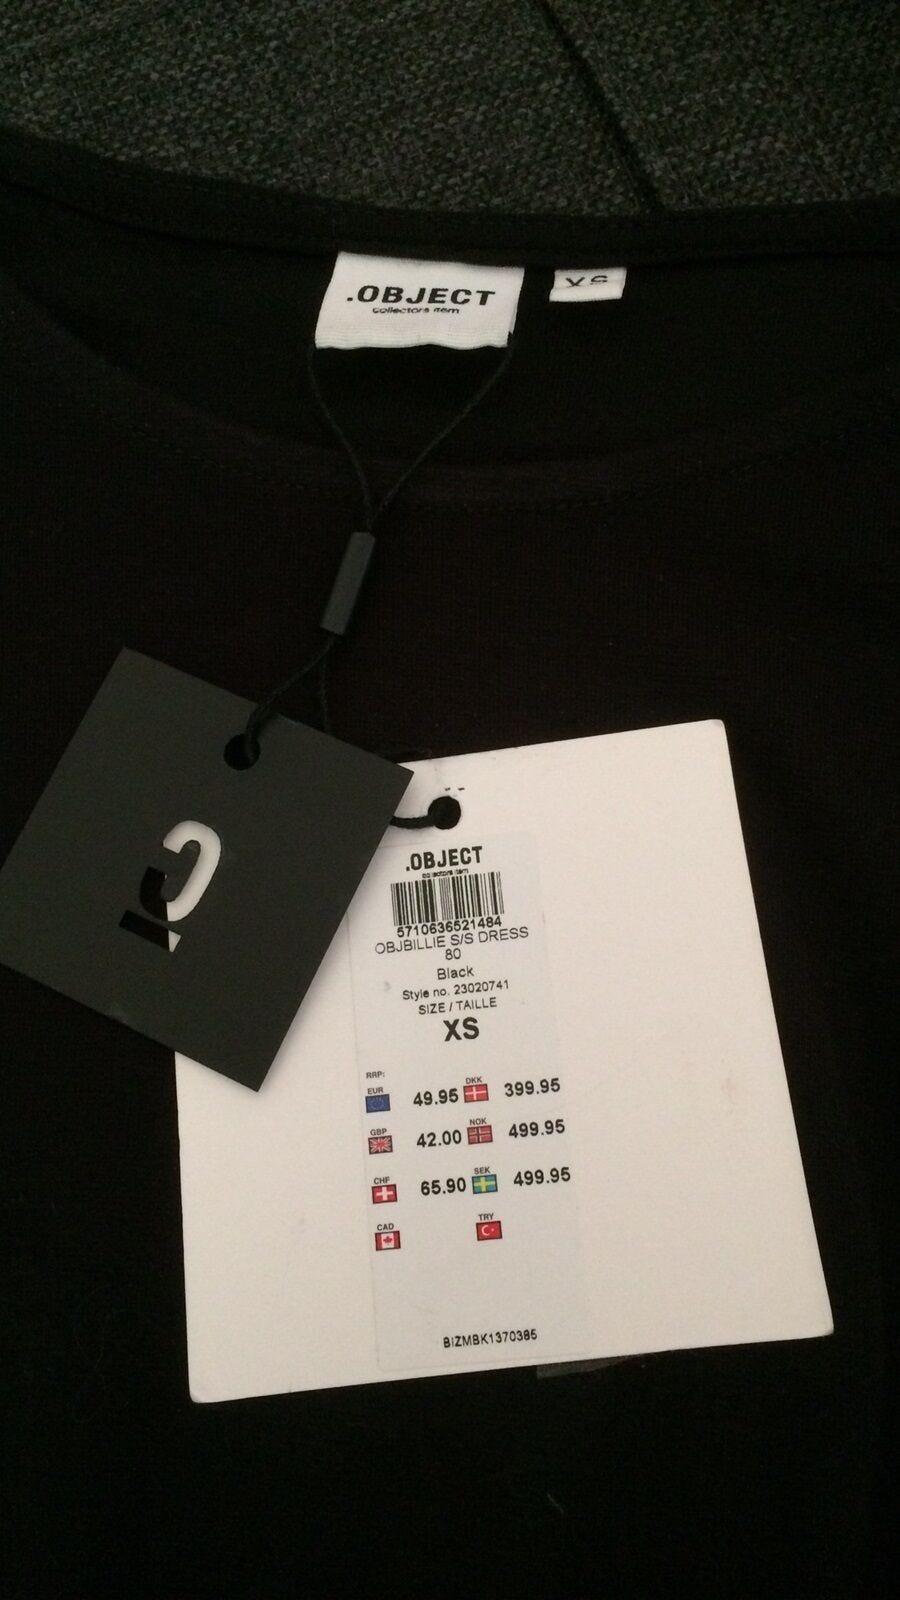 .OBJECT
collectors item
XS
.OBJECT
collectors item
5710636521484
OBJBILLIE S/S DRESS
80
Black
Style no. 23020741
SIZE / TAILLE
XS
RRP:
EUR 49.95 DKK 399.95
GBP 42.00 NOK 499.95
CHF 65.90 SEK 499.95
CAD TRY
BIZMBK1370385